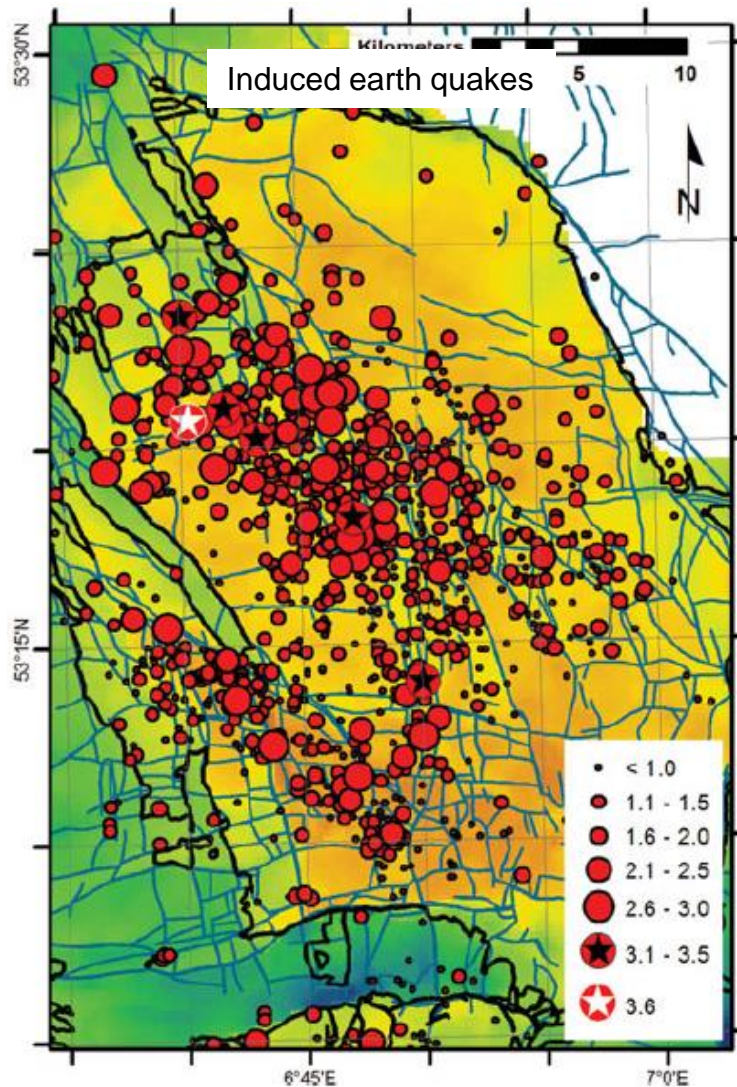 53°30'N
Kilometers
Induced earth quakes
5
10
N
53°15'N
< 1.0
1.1 - 1.5
1.6 - 2.0
2.1 - 2.5
2.6 - 3.0
3.1 - 3.5
3.6
6°45'E
7°0'E